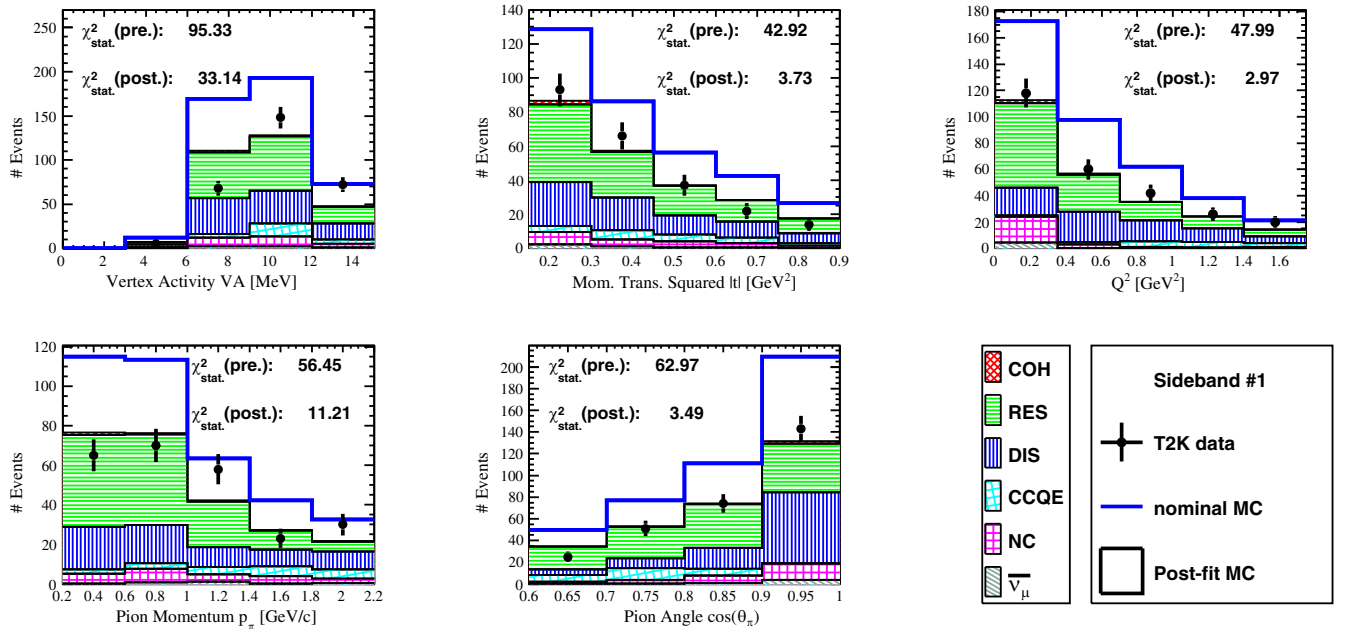 χ²stat.(pre.): 95.33
χ²stat.(post.): 33.14
# Events
250
200
150
100
50
0
0 2 4 6 8 10 12 14
Vertex Activity VA [MeV]
χ²stat.(pre.): 42.92
χ²stat.(post.): 3.73
# Events
140
120
100
80
60
40
20
0
0.2 0.3 0.4 0.5 0.6 0.7 0.8 0.9
Mom. Trans. Squared |t| [GeV²]
χ²stat.(pre.): 47.99
χ²stat.(post.): 2.97
# Events
180
160
140
120
100
80
60
40
20
0
0 0.2 0.4 0.6 0.8 1 1.2 1.4 1.6
Q² [GeV²]
χ²stat.(pre.): 56.45
χ²stat.(post.): 11.21
# Events
120
100
80
60
40
20
0
0.2 0.4 0.6 0.8 1 1.2 1.4 1.6 1.8 2 2.2
Pion Momentum pπ [GeV/c]
χ²stat.(pre.): 62.97
χ²stat.(post.): 3.49
# Events
200
180
160
140
120
100
80
60
40
20
0
0.6 0.65 0.7 0.75 0.8 0.85 0.9 0.95 1
Pion Angle cos(θπ)
COH
RES
DIS
CCQE
NC
ν̅μ
Sideband #1
T2K data
nominal MC
Post-fit MC